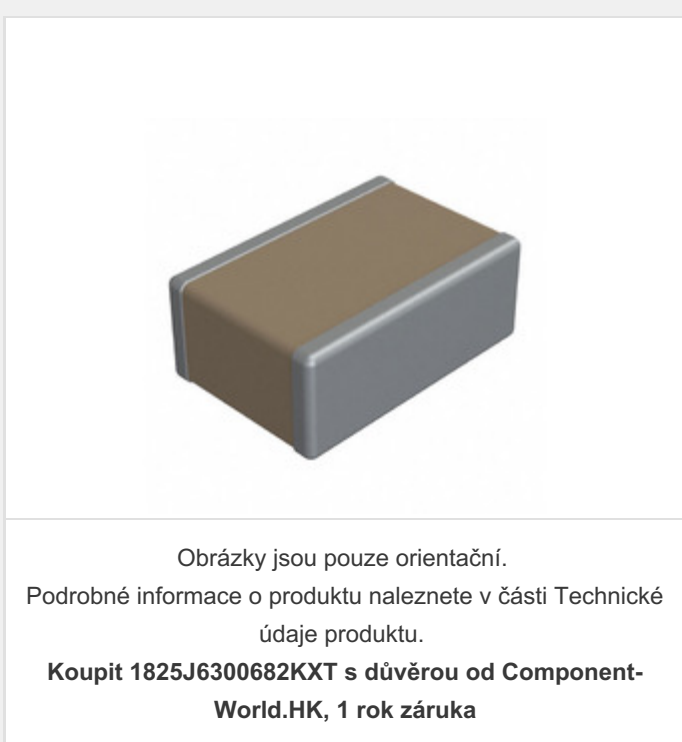 Obrázky jsou pouze orientační.
Podrobné informace o produktu naleznete v části Technické
údaje produktu.
Koupit 1825J6300682KXT s důvěrou od Component-
World.HK, 1 rok záruka